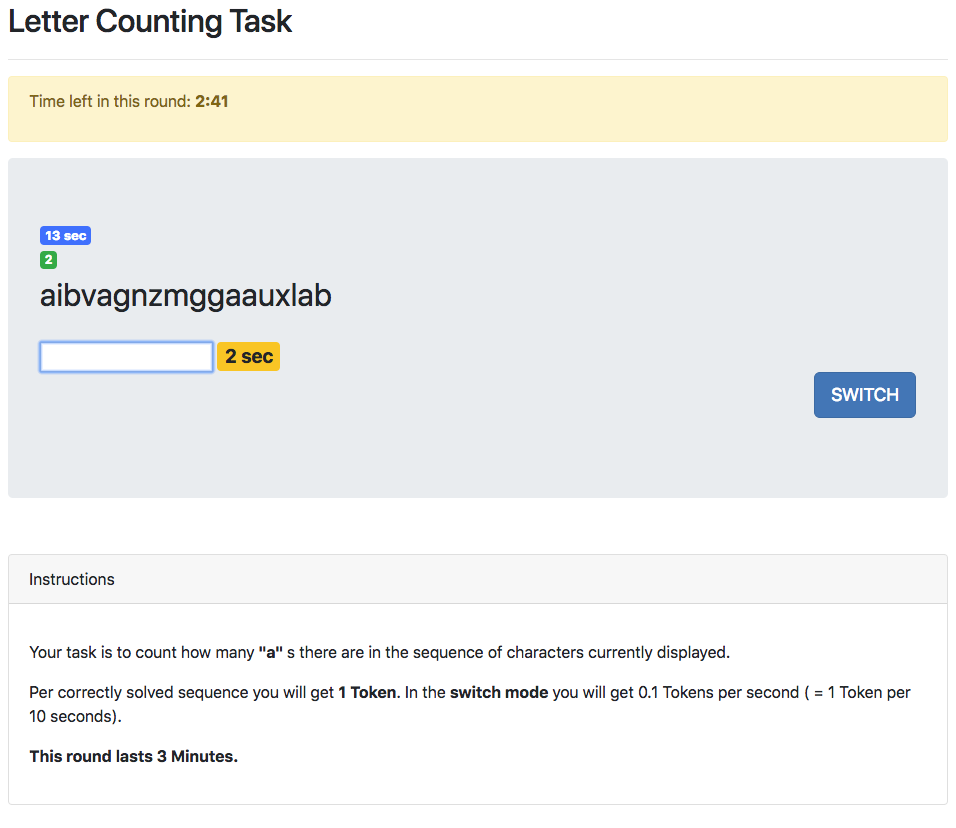 Letter Counting Task
Time left in this round: 2:41
13 sec
2
aibvagnzmggaauxlab
2 sec
SWITCH
Instructions
Your task is to count how many "a" s there are in the sequence of characters currently displayed.
Per correctly solved sequence you will get 1 Token. In the switch mode you will get 0.1 Tokens per second ( = 1 Token per
10 seconds).
This round lasts 3 Minutes.